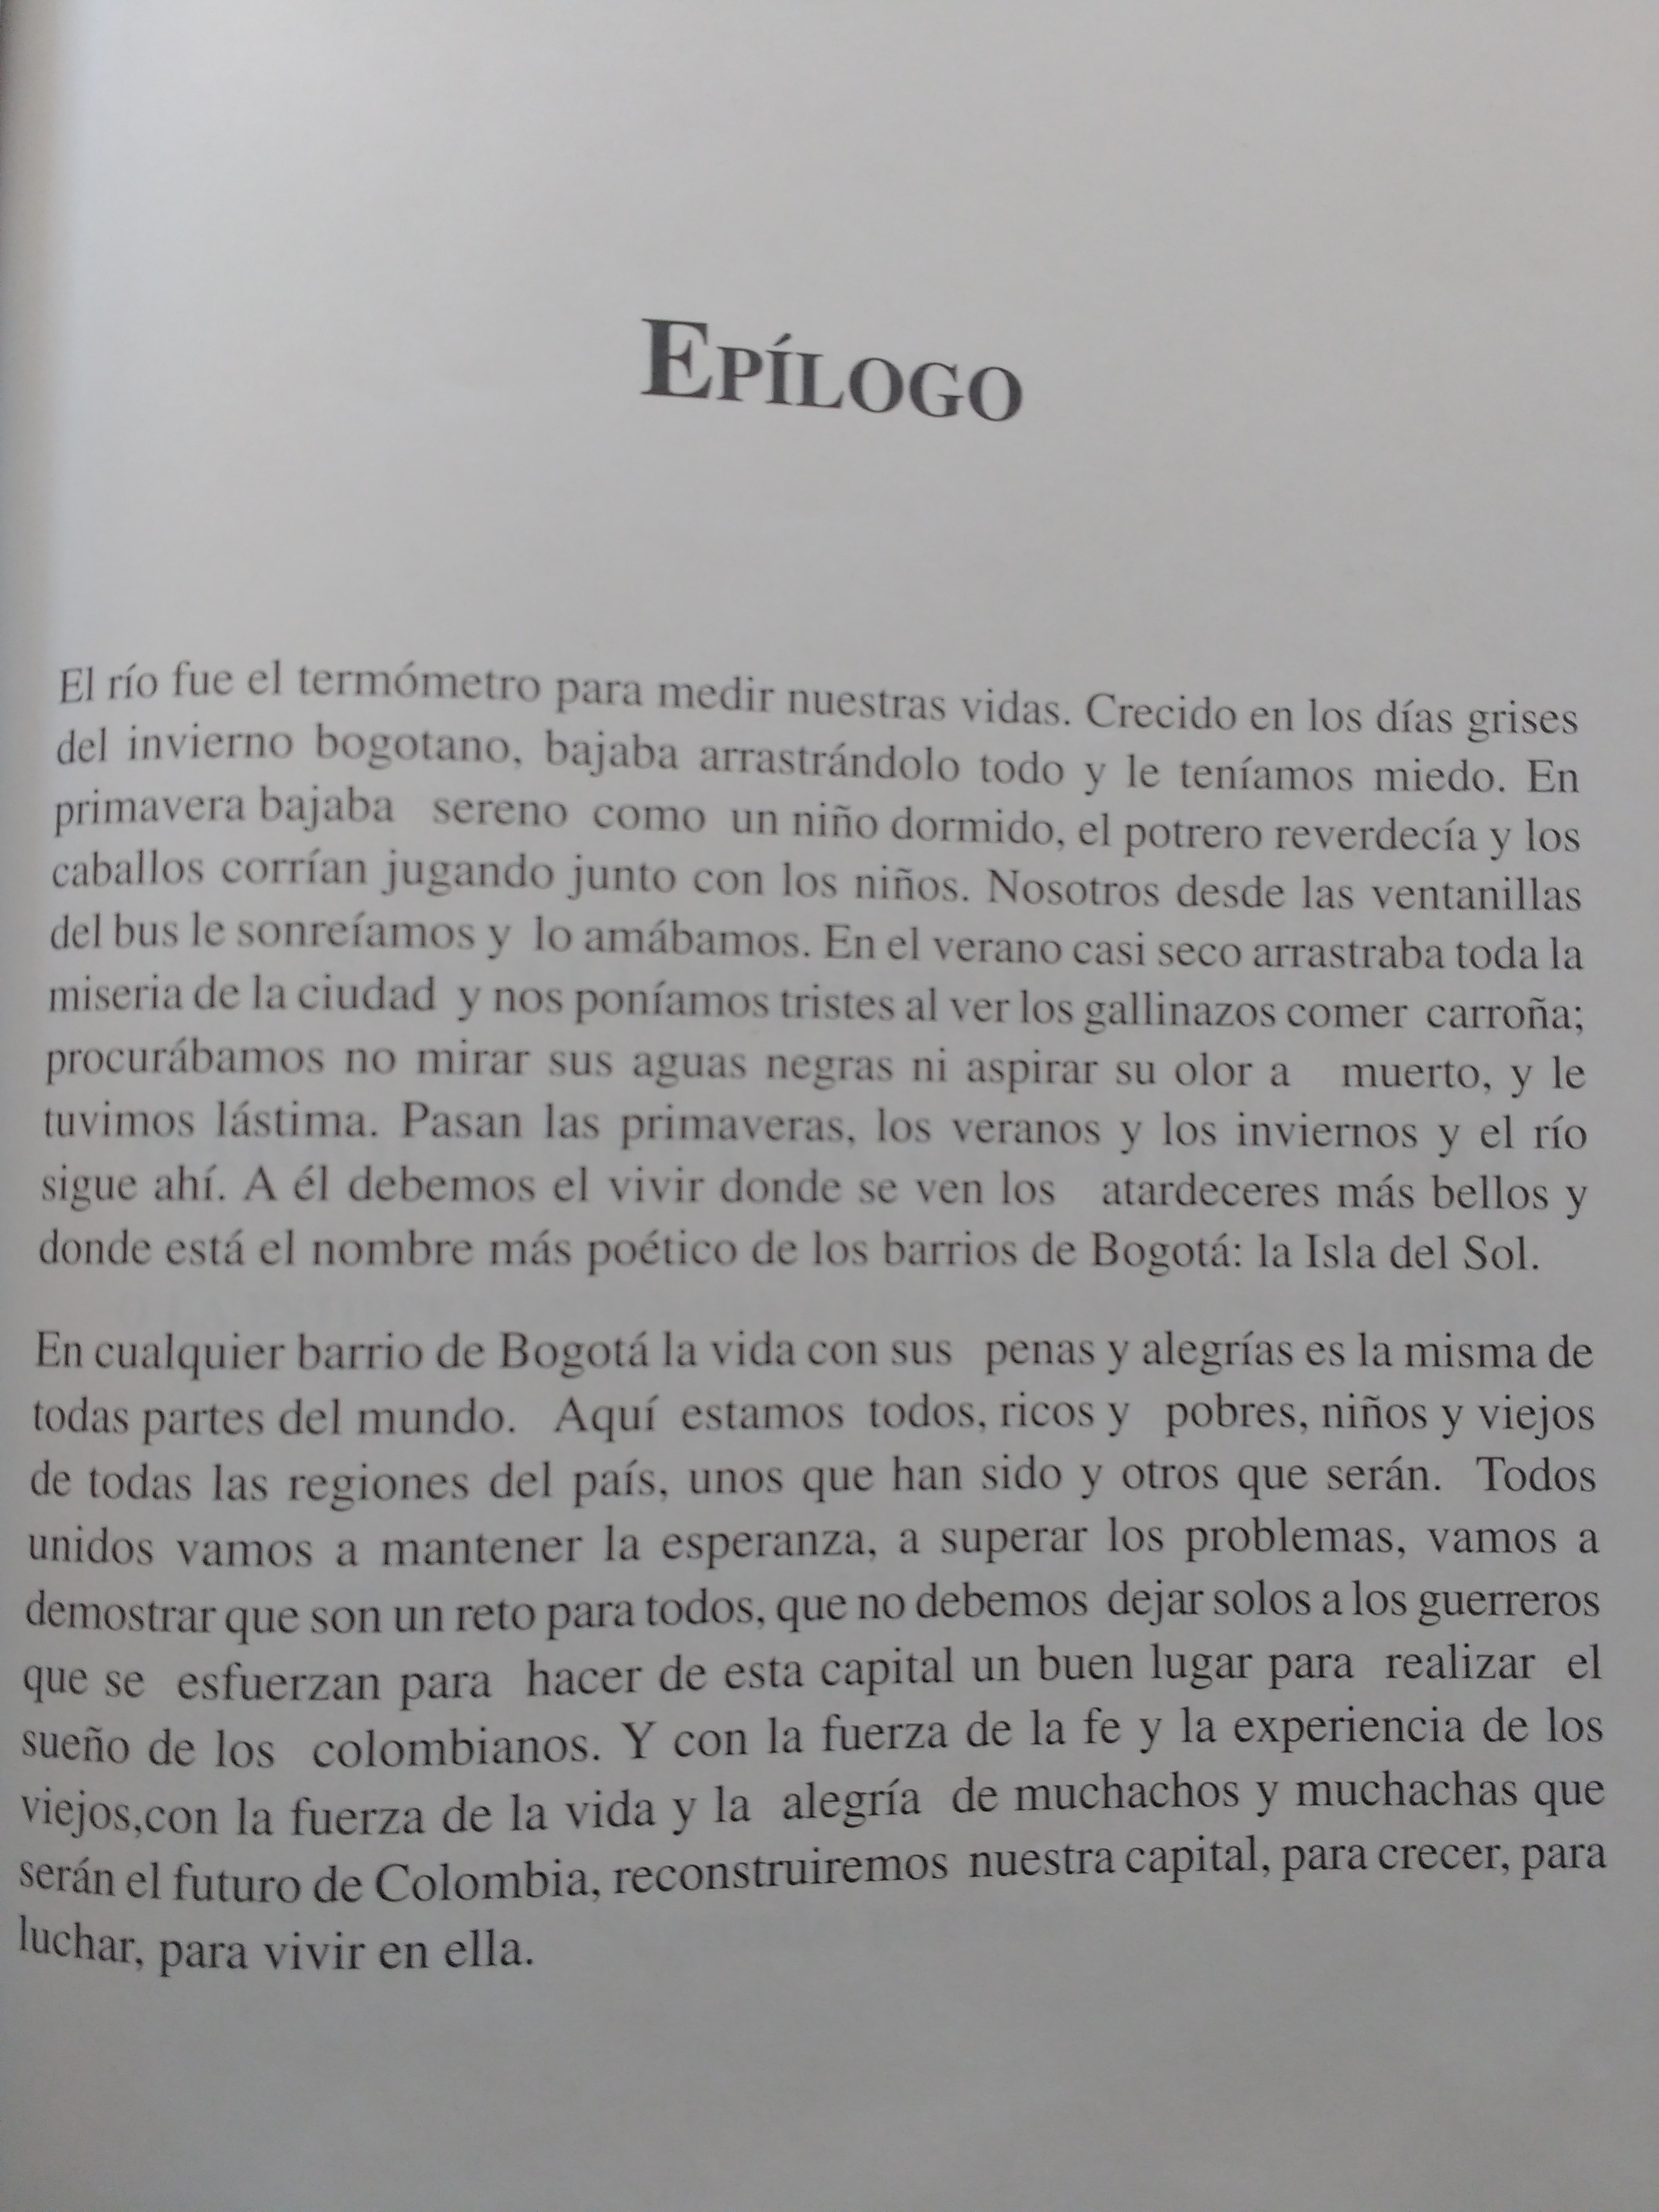 EPÍLOGO
El río fue el termómetro para medir nuestras vidas. Crecido en los días grises
del invierno bogotano, bajaba arrastrándolo todo y le teníamos miedo. En
primavera bajaba sereno como un niño dormido, el potrero reverdecía y los
caballos corrían jugando junto con los niños. Nosotros desde las ventanillas
del bus le sonreíamos y lo amábamos. En el verano casi seco arrastraba toda la
miseria de la ciudad y nos poníamos tristes al ver los gallinazos comer carroña;
procurábamos no mirar sus aguas negras ni aspirar su olor a muerto, y le
tuvimos lástima. Pasan las primaveras, los veranos y los inviernos y el río
sigue ahí. A él debemos el vivir donde se ven los atardeceres más bellos y
donde está el nombre más poético de los barrios de Bogotá: la Isla del Sol.
En cualquier barrio de Bogotá la vida con sus penas y alegrías es la misma de
todas partes del mundo. Aquí estamos todos, ricos y pobres, niños y viejos
de todas las regiones del país, unos que han sido y otros que serán. Todos
unidos vamos a mantener la esperanza, a superar los problemas, vamos a
demostrar que son un reto para todos, que no debemos dejar solos a los guerreros
que se esfuerzan para hacer de esta capital un buen lugar para realizar el
sueño de los colombianos. Y con la fuerza de la fe y la experiencia de los
viejos,con la fuerza de la vida y la alegría de muchachos y muchachas que
serán el futuro de Colombia, reconstruiremos nuestra capital, para crecer, para
luchar, para vivir en ella.